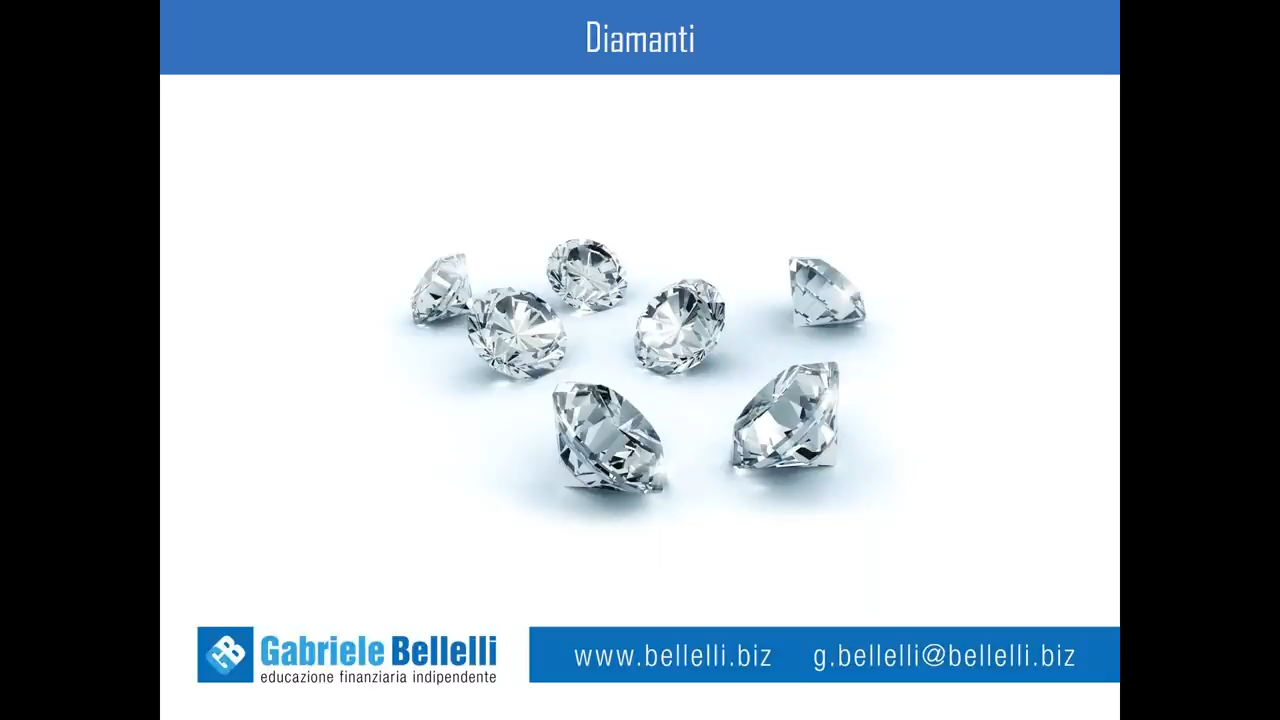 Diamanti
Gabriele Bellelli
educazione finanziaria indipendente
www.bellelli.biz g.bellelli@bellelli.biz